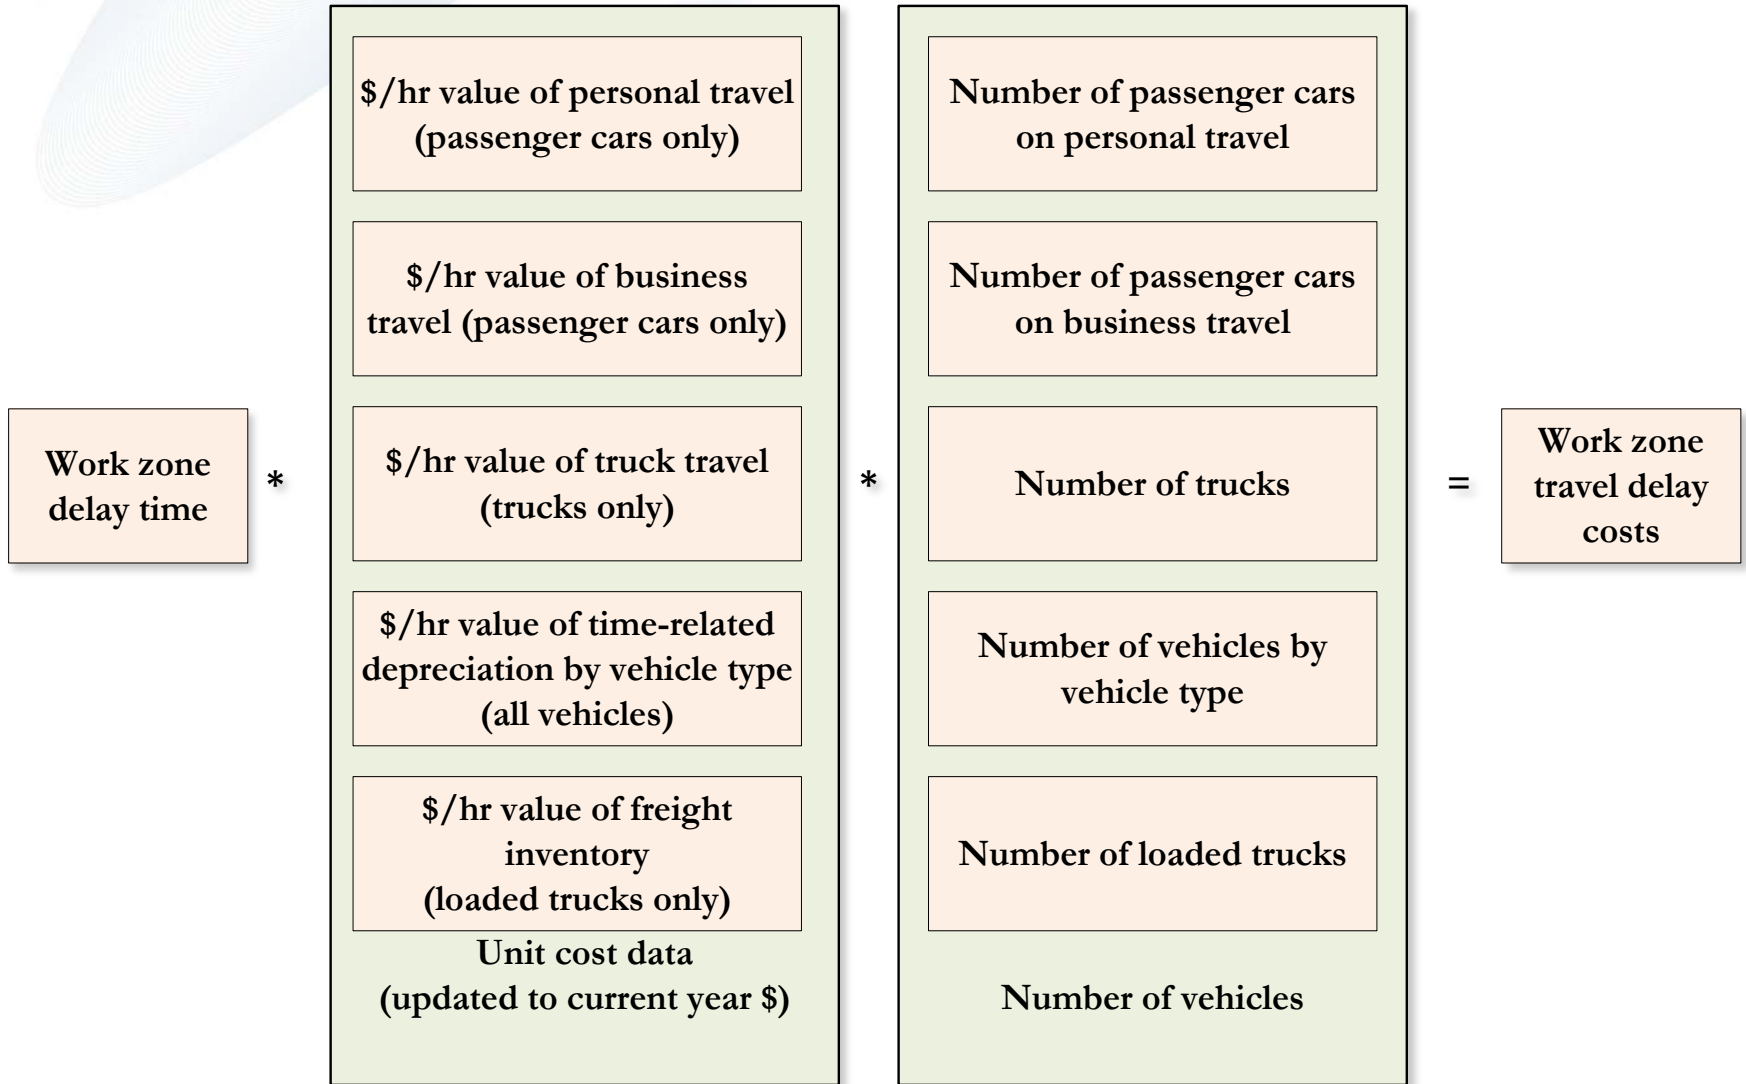 Work zone
delay time
*
$/hr value of personal travel
(passenger cars only)
$/hr value of business
travel (passenger cars only)
$/hr value of truck travel
(trucks only)
$/hr value of time-related
depreciation by vehicle type
(all vehicles)
$/hr value of freight
inventory
(loaded trucks only)
Unit cost data
(updated to current year $)
*
Number of passenger cars
on personal travel
Number of passenger cars
on business travel
Number of trucks
Number of vehicles by
vehicle type
Number of loaded trucks
Number of vehicles
=
Work zone
travel delay
costs